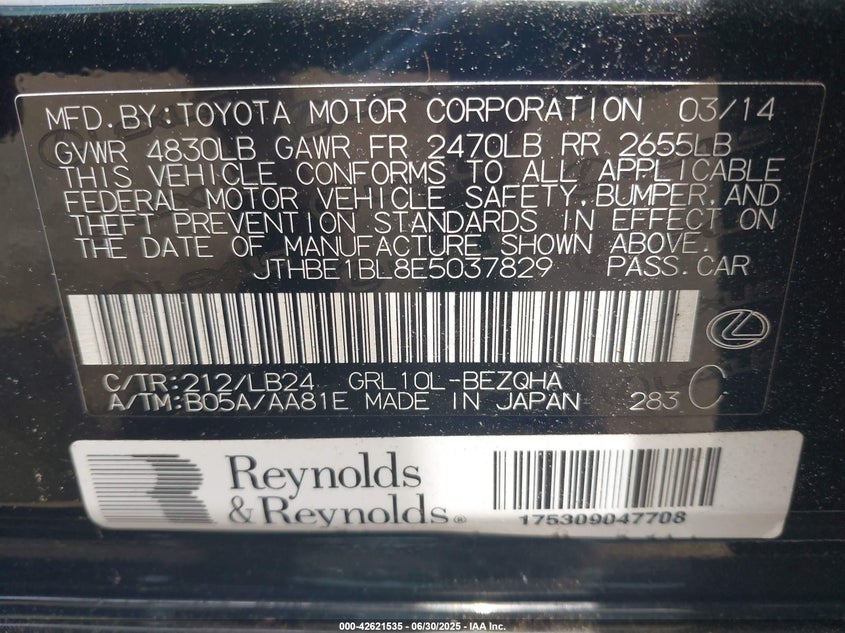 MFD. BY: TOYOTA MOTOR CORPORATION 03/14
GVWR 4830LB GAWR FR 2470LB RR 2655LB
THIS VEHICLE CONFORMS TO ALL APPLICABLE
FEDERAL MOTOR VEHICLE SAFETY, BUMPER, AND
THEFT PREVENTION STANDARDS IN EFFECT ON
THE DATE OF MANUFACTURE SHOWN ABOVE.
JTHBE1BL8E5037829 PASS. CAR
C/TR: 212/LB24 GRL10L-BEZQHA
A/TM: B05A/AA81E MADE IN JAPAN 283 C
Reynolds
& Reynolds®
175309047708
000-42621535 - 06/30/2025 - IAA Inc.